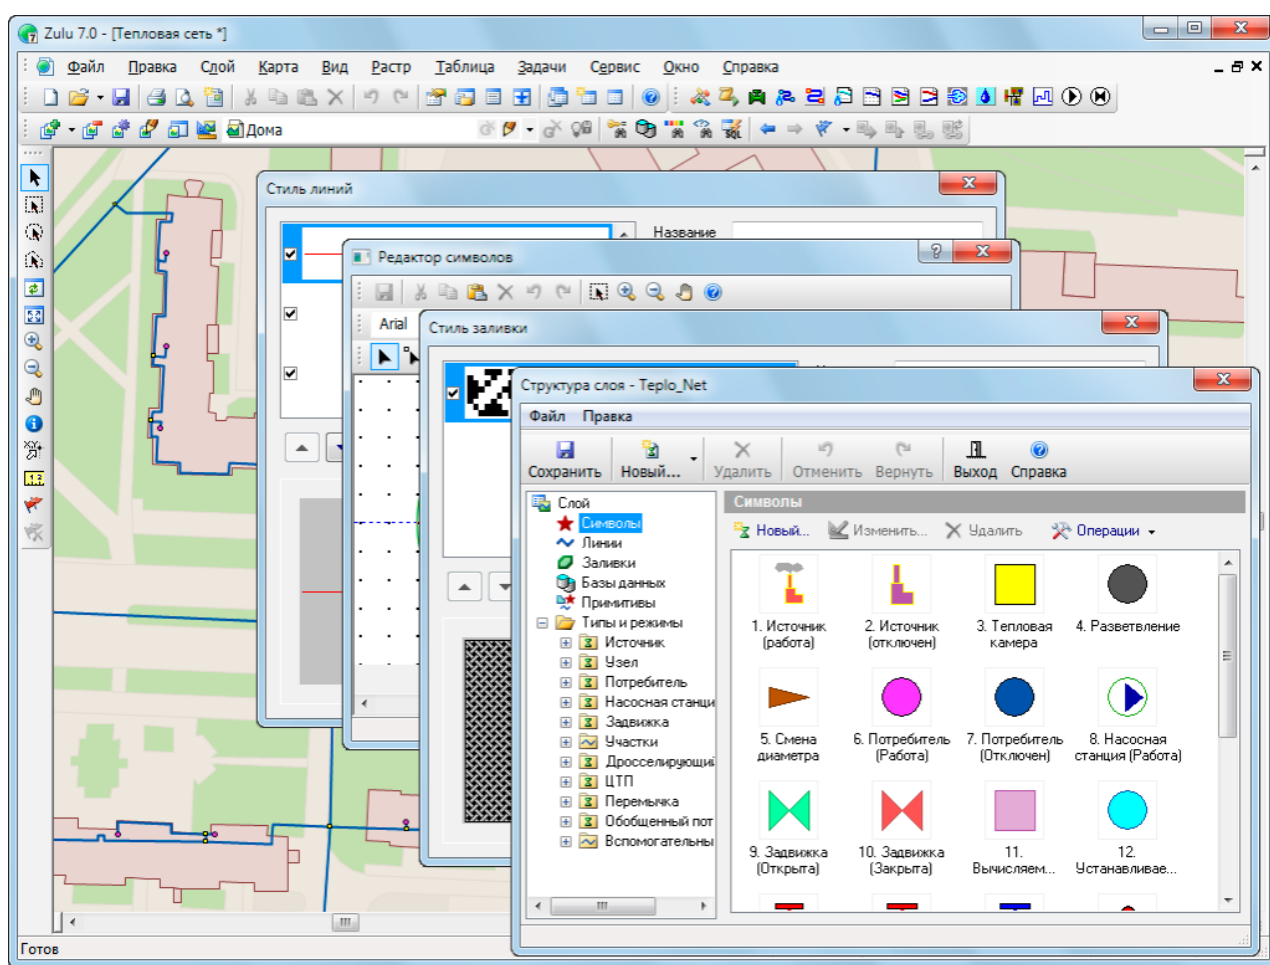 Zulu 7.0 - [Тепловая сеть *]
Файл Правка Слой Карта Вид Растр Таблица Задачи Сервис Окно Справка
Дома
Стиль линий
Название
Редактор символов
Arial
Стиль заливки
Структура слоя - Teplo_Net
Файл Правка
Сохранить Новый... Удалить Отменить Вернуть Выход Справка
Слой
Символы
Линии
Заливки
Базы данных
Примитивы
Типы и режимы
Источник
Узел
Потребитель
Насосная станци
Задвижка
Участки
Дросселирующий
ЦТП
Перемычка
Обобщенный пот
Вспомогательны
Символы
Новый... Изменить... Удалить Операции
1. Источник
(работа)
2. Источник
(отключен)
3. Тепловая
камера
4. Разветвление
5. Смена
диаметра
6. Потребитель
(Работа)
7. Потребитель
(Отключен)
8. Насосная
станция (Работа)
9. Задвижка
(Открыта)
10. Задвижка
(Закрыта)
11.
Вычисляем...
12.
Устанавливае...
Готов